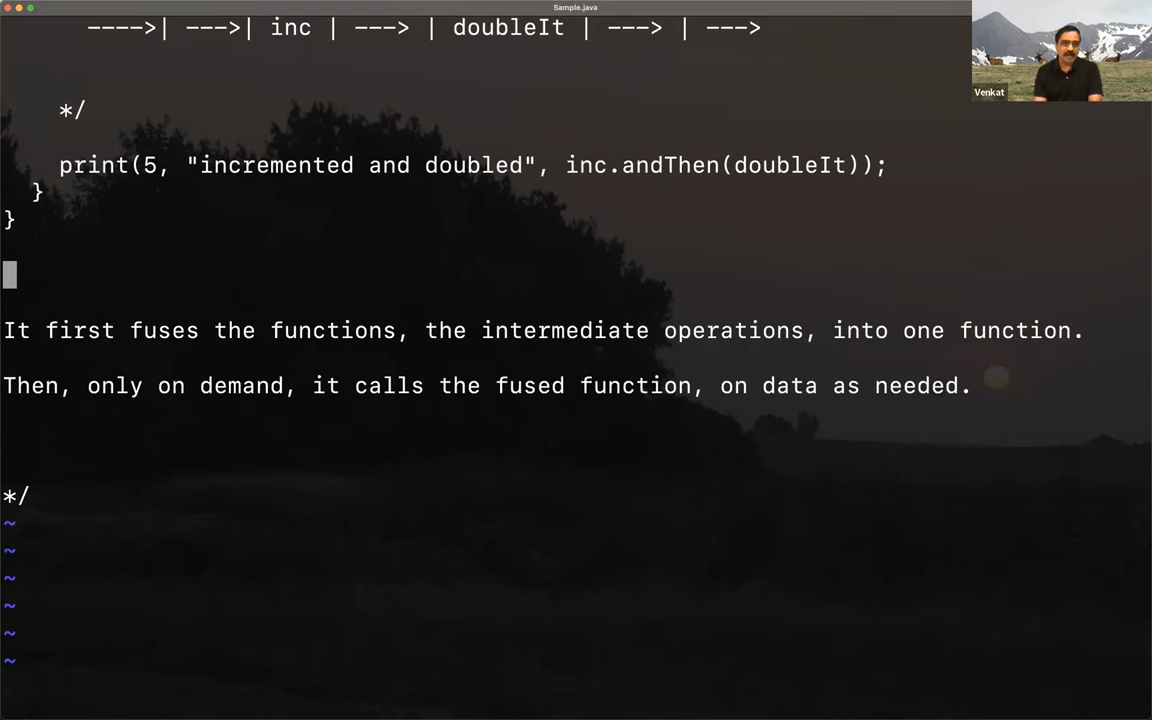 Sample.java
---->| --->| inc | ---> | doubleIt | ---> | --->
Venkat
*/
print(5, "incremented and doubled", inc.andThen(doubleIt));
}
}
It first fuses the functions, the intermediate operations, into one function.
Then, only on demand, it calls the fused function, on data as needed.
*/
~
~
~
~
~
~